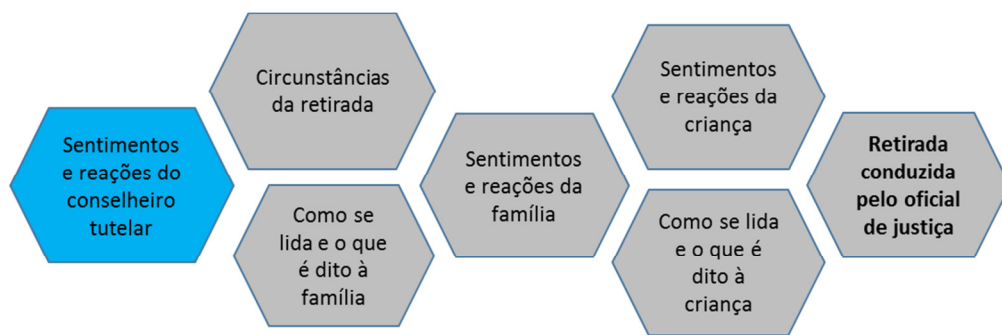 Sentimentos
e reações do
conselheiro
tutelar
Circunstâncias
da retirada
Como se
lida e o que
é dito à
família
Sentimentos
e reações da
família
Sentimentos
e reações da
criança
Como se lida
e o que é
dito à
criança
Retirada
conduzida
pelo oficial
de justiça